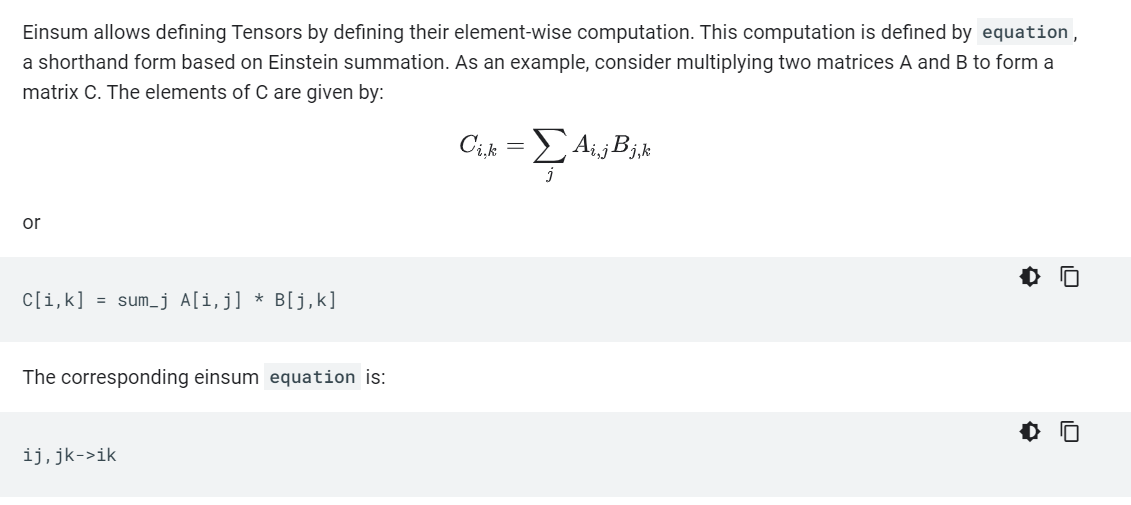 Einsum allows defining Tensors by defining their element-wise computation. This computation is defined by equation,
a shorthand form based on Einstein summation. As an example, consider multiplying two matrices A and B to form a
matrix C. The elements of C are given by:
C_{i,k} = \sum_j A_{i,j} B_{j,k}
or
C[i,k] = sum_j A[i,j] * B[j,k]
The corresponding einsum equation is:
ij,jk->ik